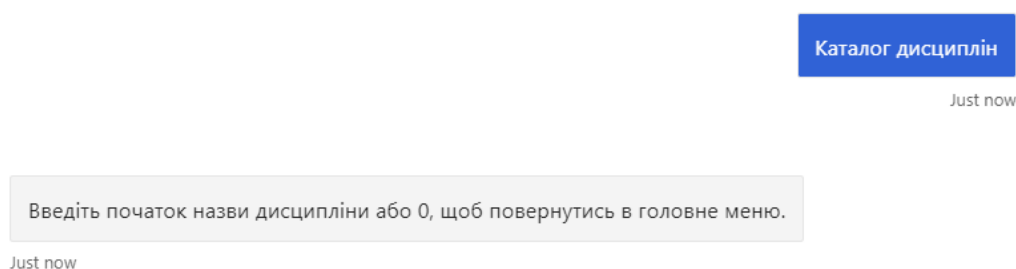 Каталог дисциплін
Just now
Введіть початок назви дисципліни або 0, щоб повернутись в головне меню.
Just now